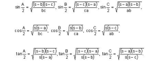 sin A/2 = √((s-b)(s-c)/bc), sin B/2 = √((s-c)(s-a)/ca), sin C/2 = √((s-a)(s-b)/ab)
cos A/2 = √(s(s-a)/bc), cos B/2 = √(s(s-b)/ca), cos C/2 = √(s(s-c)/ab)
tan A/2 = √((s-b)(s-c)/s(s-a)), tan B/2 = √((s-c)(s-a)/s(s-b)), tan C/2 = √((s-a)(s-b)/s(s-c))